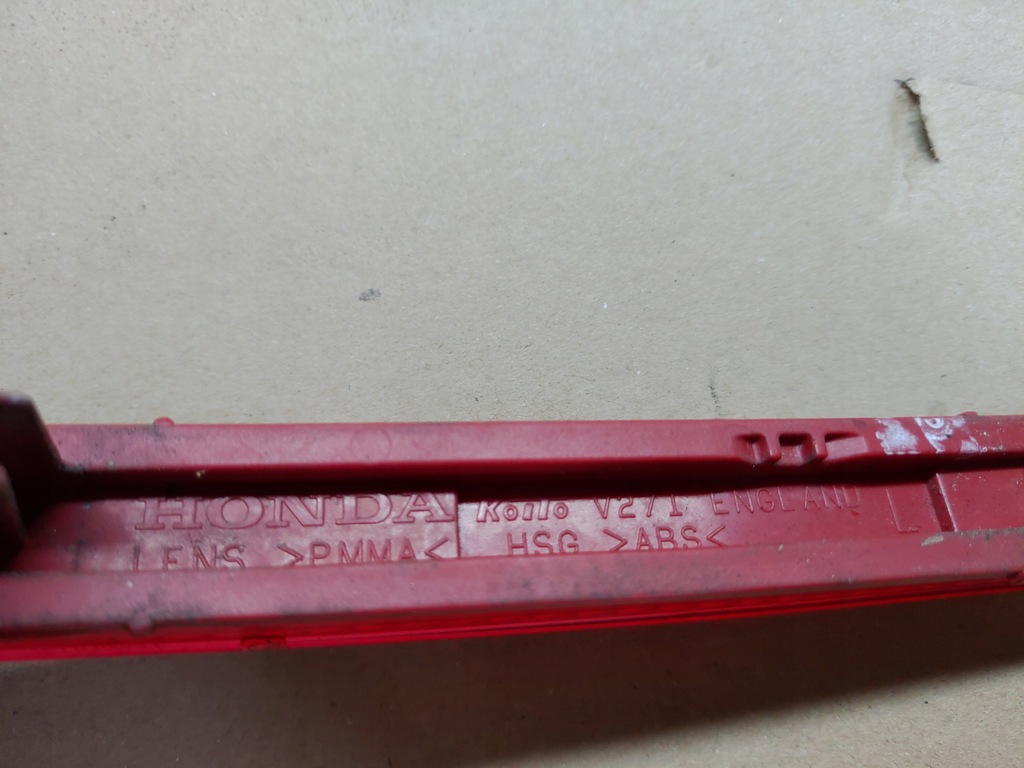 HONDA Koito V271 ENGLAND L
LENS >PMMA< HSG >ABS<